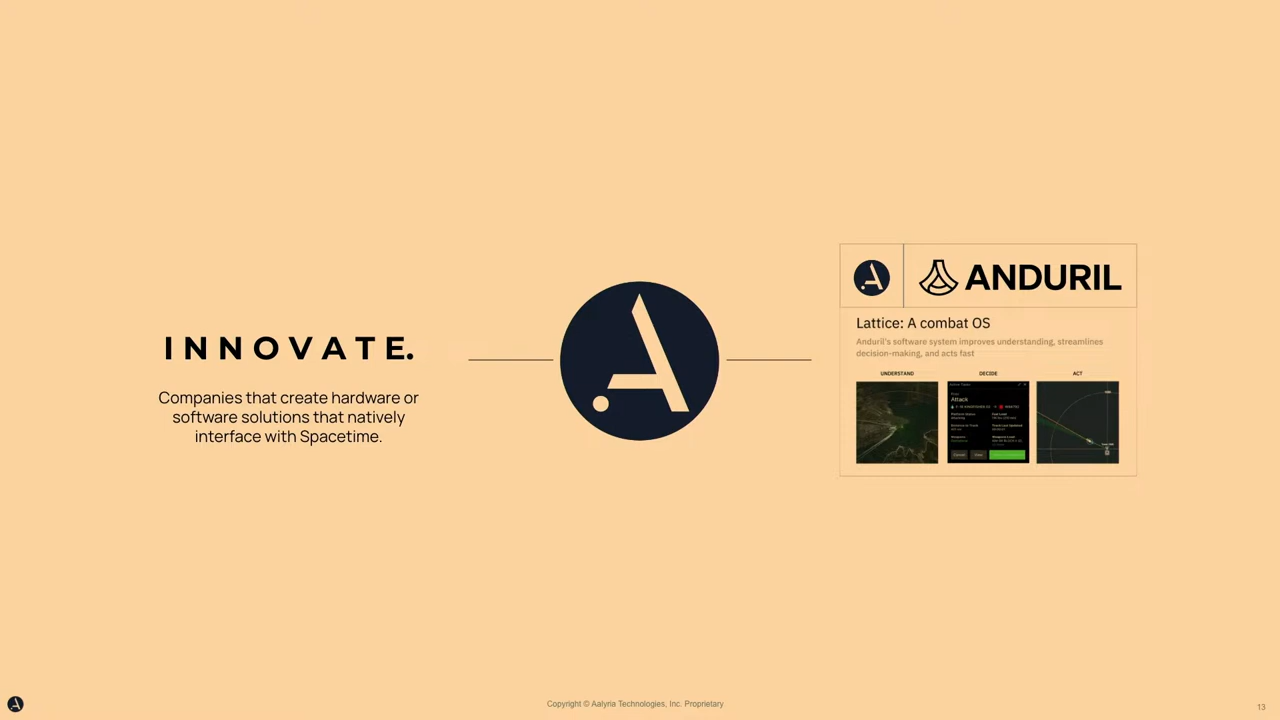 INNOVATE.
Companies that create hardware or
software solutions that natively
interface with Spacetime.
ANDURIL
Lattice: A combat OS
Anduril's software system improves understanding, streamlines
decision-making, and acts fast
UNDERSTAND
DECIDE
ACT
Attack
Copyright © Aalyria Technologies, Inc. Proprietary
13